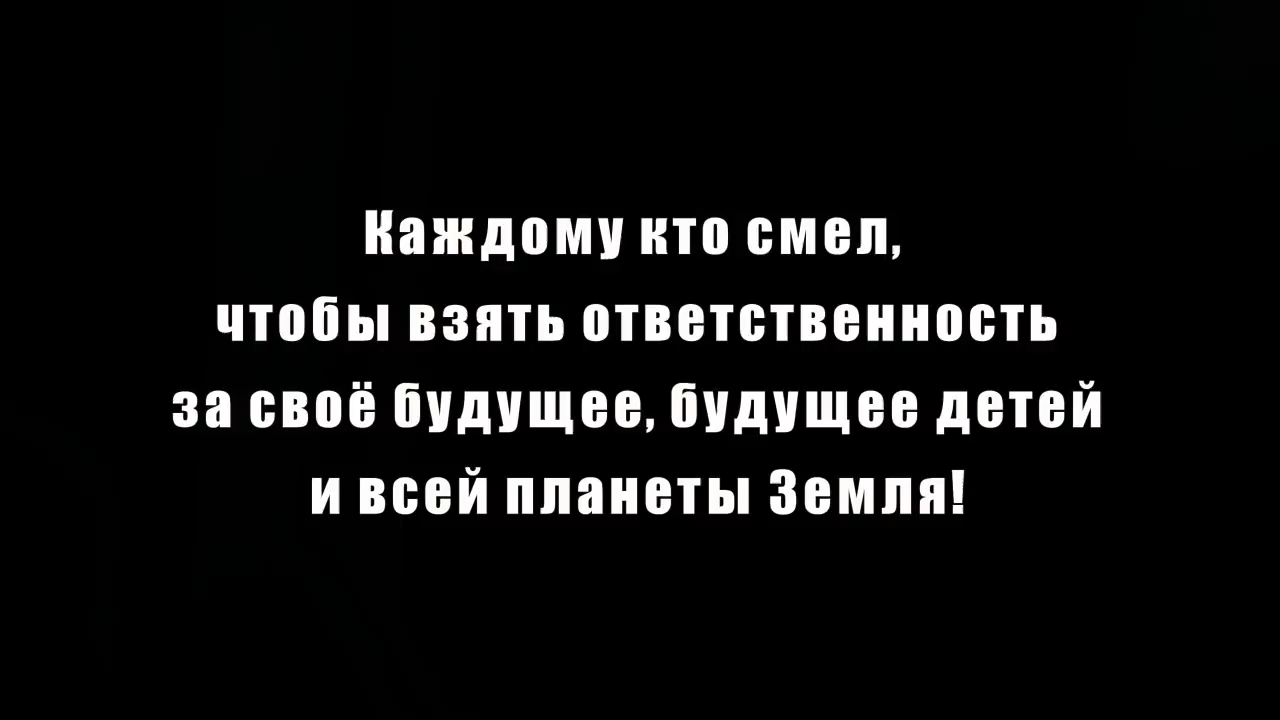 Каждому кто смел,
чтобы взять ответственность
за своё будущее, будущее детей
и всей планеты Земля!